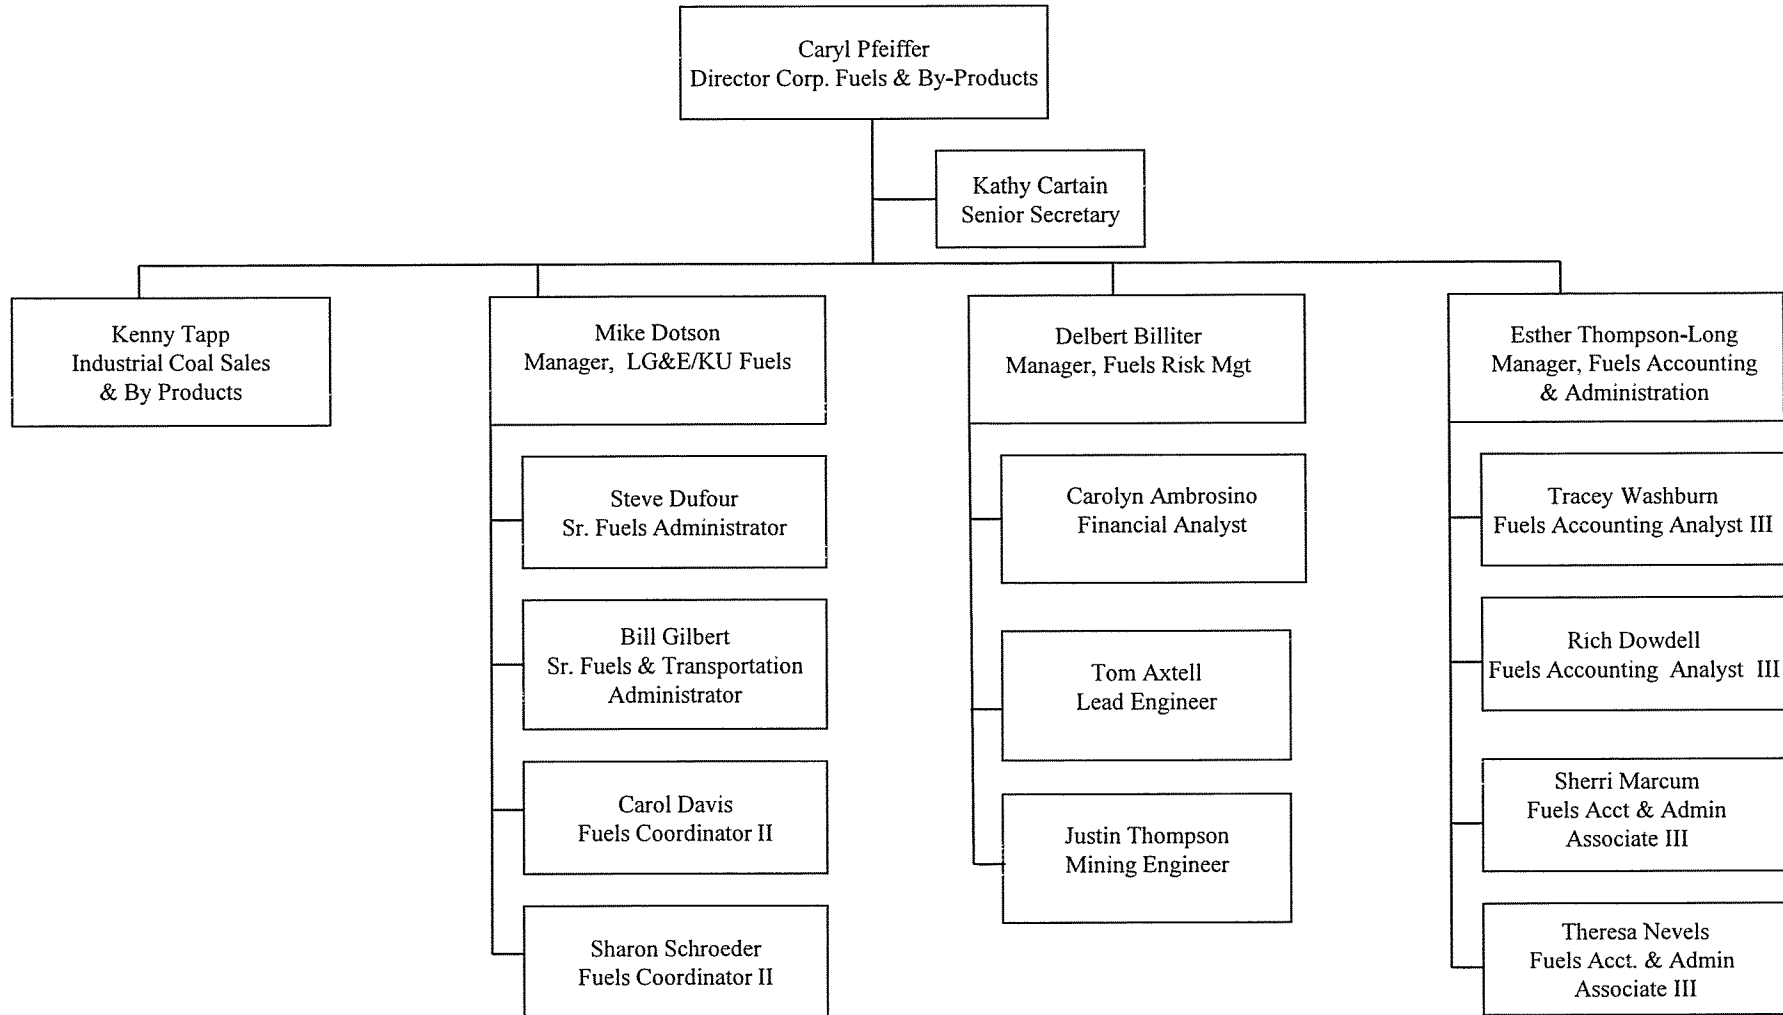 Caryl Pfeiffer
Director Corp. Fuels & By-Products
Kathy Cartain
Senior Secretary
Kenny Tapp
Industrial Coal Sales
& By Products
Mike Dotson
Manager, LG&E/KU Fuels
Steve Dufour
Sr. Fuels Administrator
Bill Gilbert
Sr. Fuels & Transportation
Administrator
Carol Davis
Fuels Coordinator II
Sharon Schroeder
Fuels Coordinator II
Delbert Billiter
Manager, Fuels Risk Mgt
Carolyn Ambrosino
Financial Analyst
Tom Axtell
Lead Engineer
Justin Thompson
Mining Engineer
Esther Thompson-Long
Manager, Fuels Accounting
& Administration
Tracey Washburn
Fuels Accounting Analyst III
Rich Dowdell
Fuels Accounting Analyst III
Sherri Marcum
Fuels Acct & Admin
Associate III
Theresa Nevels
Fuels Acct. & Admin
Associate III